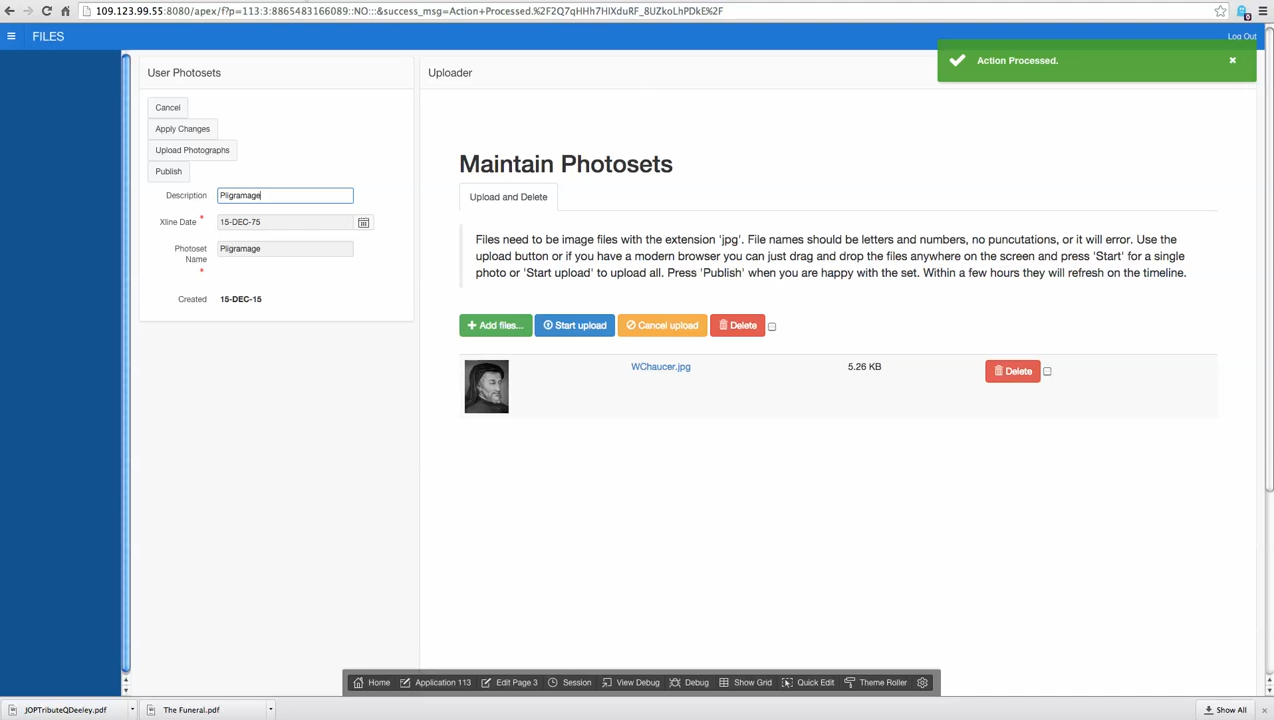 109.123.99.55:8080/apex/f?p=113:3:8865483166089::NO:::&success_msg=Action+Processed.%2F2Q7qHHh7HIXduRF_8UZkoLhPDkE%2F
0
FILES
Log Out
Action Processed.
User Photosets
Uploader
Cancel
Apply Changes
Upload Photographs
Publish
Description Pligramage
Xline Date * 15-DEC-75
Photoset Name * Pligramage
Created 15-DEC-15
Maintain Photosets
Upload and Delete
Files need to be image files with the extension 'jpg'. File names should be letters and numbers, no puncutations, or it will error. Use the
upload button or if you have a modern browser you can just drag and drop the files anywhere on the screen and press 'Start' for a single
photo or 'Start upload' to upload all. Press 'Publish' when you are happy with the set. Within a few hours they will refresh on the timeline.
Add files... Start upload Cancel upload Delete
WChaucer.jpg 5.26 KB Delete
Home Application 113 Edit Page 3 Session View Debug Debug Show Grid Quick Edit Theme Roller
JOPTributeQDeeley.pdf The Funeral.pdf Show All